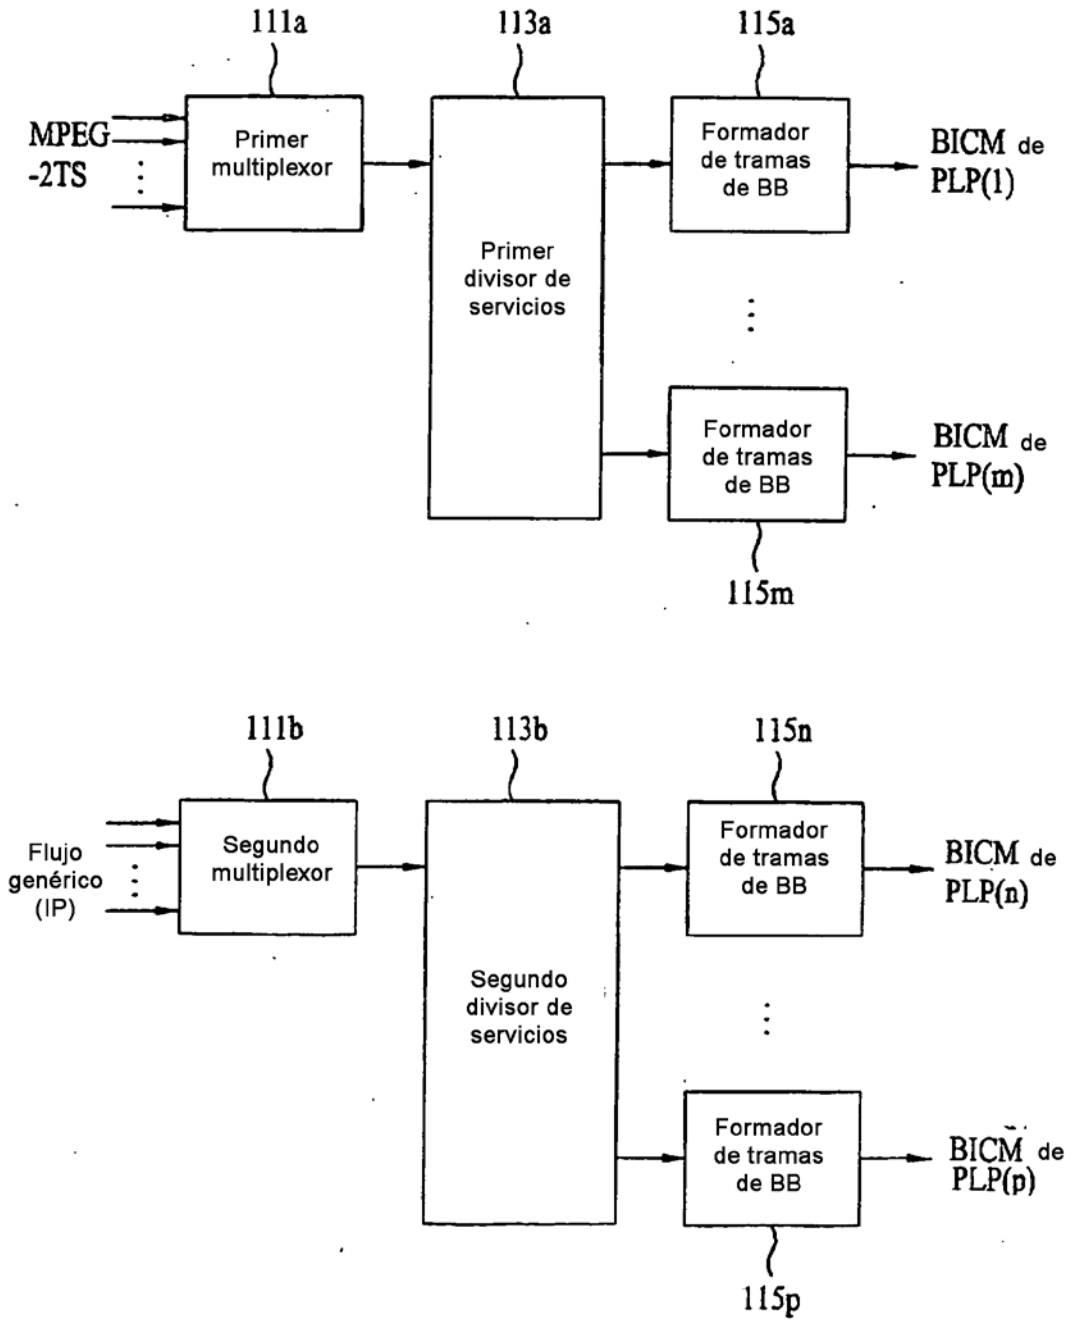 111a
113a
115a
MPEG
-2TS
Primer
multiplexor
Primer
divisor de
servicios
Formador
de tramas
de BB
BICM de
PLP(1)
Formador
de tramas
de BB
BICM de
PLP(m)
115m
111b
113b
115n
Flujo
genérico
(IP)
Segundo
multiplexor
Segundo
divisor de
servicios
Formador
de tramas
de BB
BICM de
PLP(n)
Formador
de tramas
de BB
BICM de
PLP(p)
115p